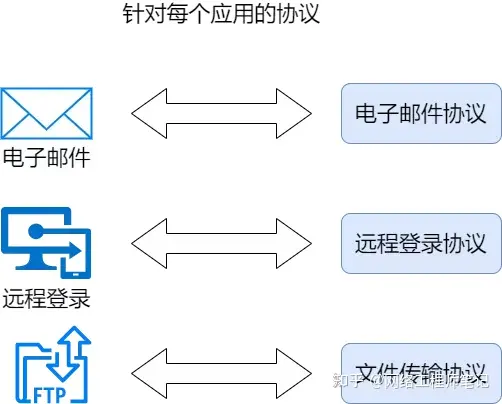 针对每个应用的协议
电子邮件协议
电子邮件
远程登录协议
远程登录
FTP
文件传输协议
知乎 @网络工程师笔记